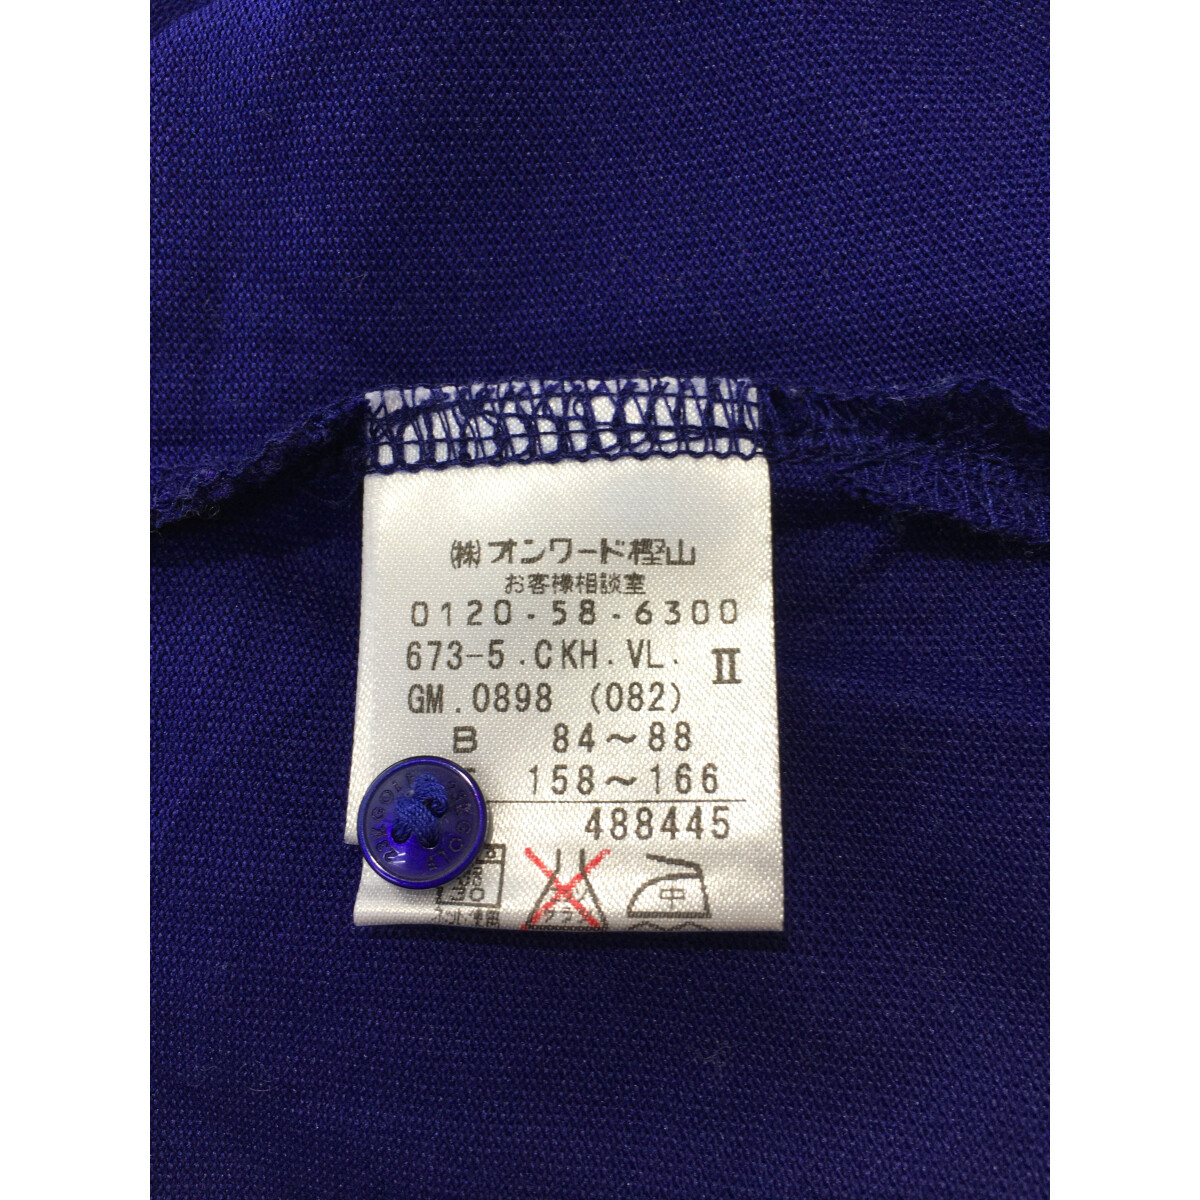 ㈱オンワード樫山
お客様相談室
0120-58-6300
673-5.CKH.VL. Ⅱ
GM.0898 (082)
B 84～88
158～166
488445
中
30